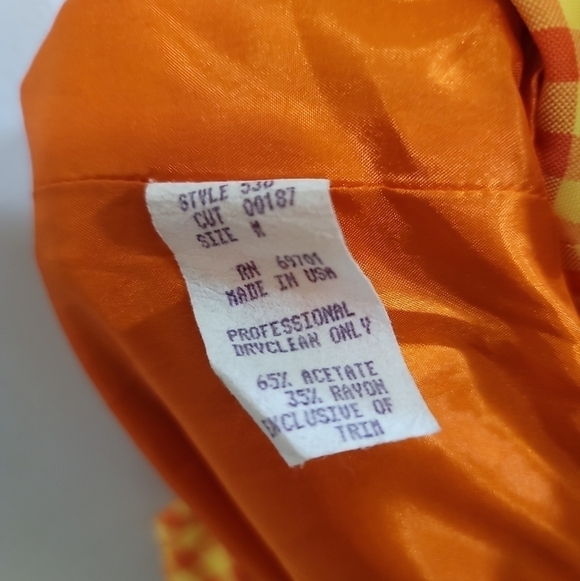 STYLE 530
CUT 00187
SIZE M
RN 69701
MADE IN USA
PROFESSIONAL
DRYCLEAN ONLY
65% ACETATE
35% RAYON
EXCLUSIVE OF
TRIM